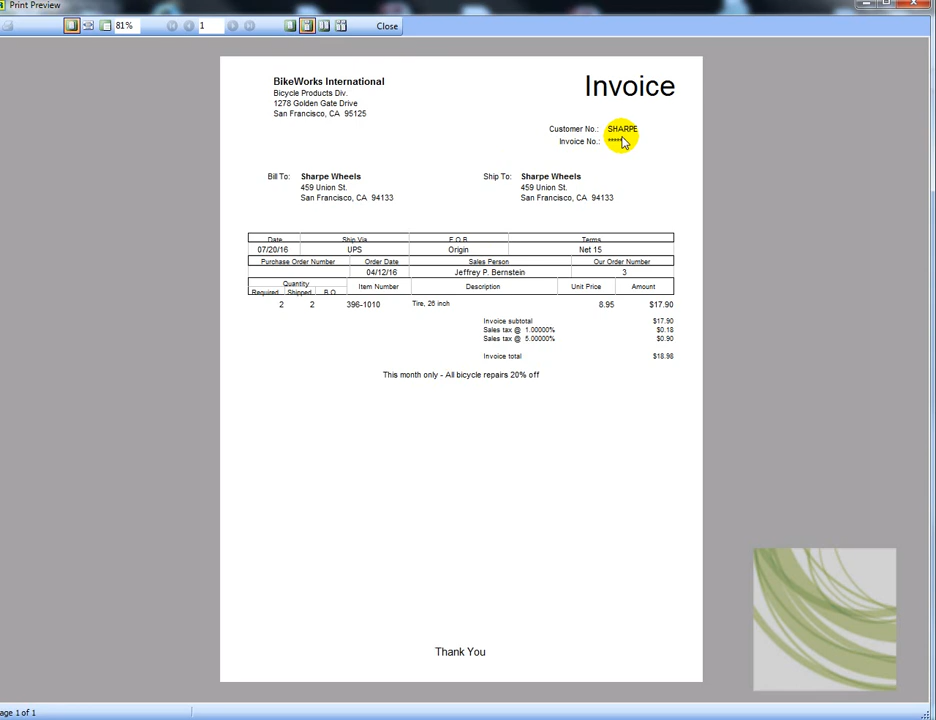 Print Preview
81%
1
Close
BikeWorks International
Bicycle Products Div.
1278 Golden Gate Drive
San Francisco, CA 95125
Invoice
Customer No.: SHARPE
Invoice No.: *****
Bill To: Sharpe Wheels
459 Union St.
San Francisco, CA 94133
Ship To: Sharpe Wheels
459 Union St.
San Francisco, CA 94133
Date Ship Via F.O.B. Terms
07/20/16 UPS Origin Net 15
Purchase Order Number Order Date Sales Person Our Order Number
04/12/16 Jeffrey P. Bernstein 3
Quantity
Required Shipped B.O. Item Number Description Unit Price Amount
2 2 396-1010 Tire, 26 inch 8.95 $17.90
Invoice subtotal $17.90
Sales tax @ 1.00000% $0.18
Sales tax @ 5.00000% $0.90
Invoice total $18.98
This month only - All bicycle repairs 20% off
Thank You
age 1 of 1